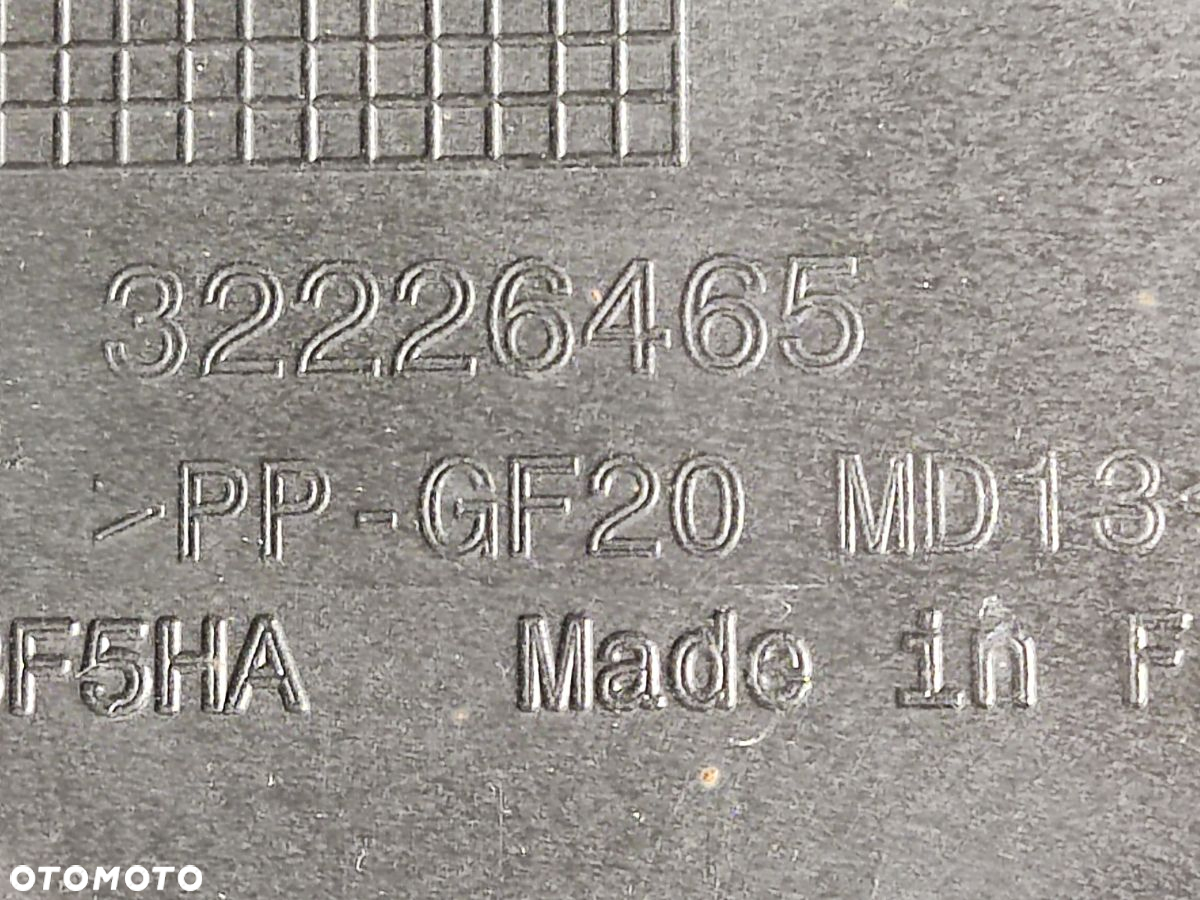 32226465
>PP-GF20 MD13
F5HA Made in F
OTOMOTO